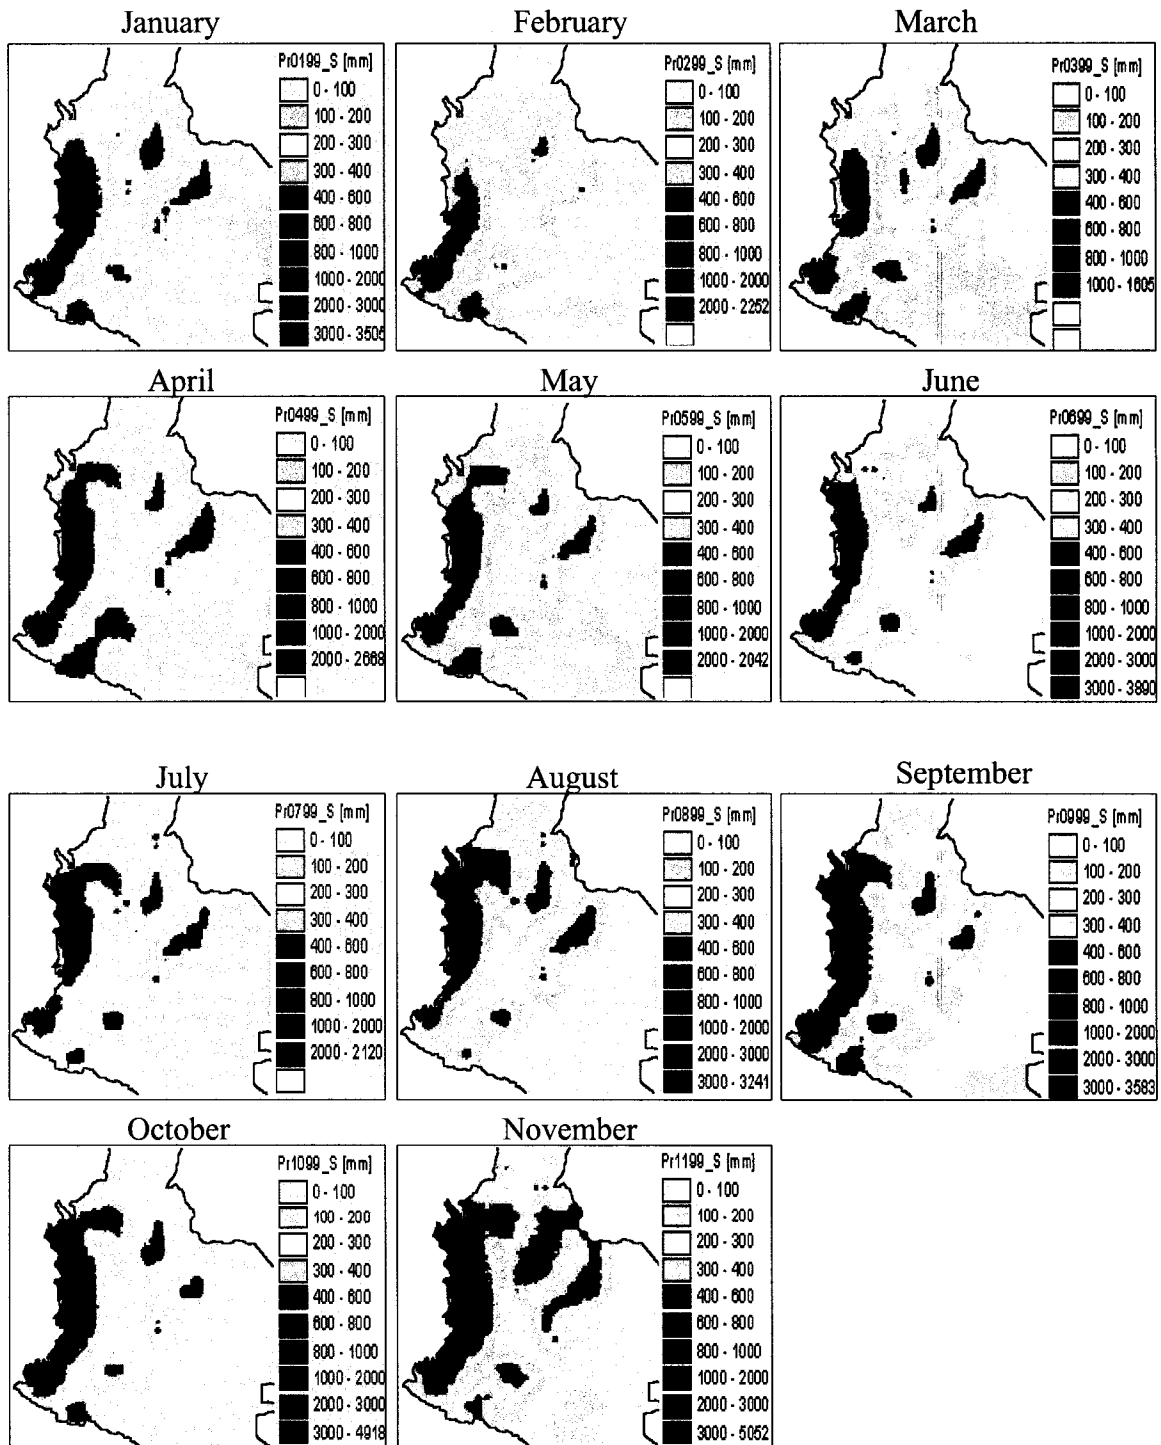 January
Pr0199_S [mm]
0 - 100
100 - 200
200 - 300
300 - 400
400 - 600
600 - 800
800 - 1000
1000 - 2000
2000 - 3000
3000 - 3505
February
Pr0299_S [mm]
0 - 100
100 - 200
200 - 300
300 - 400
400 - 600
600 - 800
800 - 1000
1000 - 2000
2000 - 2252
March
Pr0399_S [mm]
0 - 100
100 - 200
200 - 300
300 - 400
400 - 600
600 - 800
800 - 1000
1000 - 1605
April
Pr0499_S [mm]
0 - 100
100 - 200
200 - 300
300 - 400
400 - 600
600 - 800
800 - 1000
1000 - 2000
2000 - 2668
May
Pr0599_S [mm]
0 - 100
100 - 200
200 - 300
300 - 400
400 - 600
600 - 800
800 - 1000
1000 - 2000
2000 - 2042
June
Pr0699_S [mm]
0 - 100
100 - 200
200 - 300
300 - 400
400 - 600
600 - 800
800 - 1000
1000 - 2000
2000 - 3000
3000 - 3890
July
Pr0799_S [mm]
0 - 100
100 - 200
200 - 300
300 - 400
400 - 600
600 - 800
800 - 1000
1000 - 2000
2000 - 2120
August
Pr0899_S [mm]
0 - 100
100 - 200
200 - 300
300 - 400
400 - 600
600 - 800
800 - 1000
1000 - 2000
2000 - 3000
3000 - 3241
September
Pr0999_S [mm]
0 - 100
100 - 200
200 - 300
300 - 400
400 - 600
600 - 800
800 - 1000
1000 - 2000
2000 - 3000
3000 - 3583
October
Pr1099_S [mm]
0 - 100
100 - 200
200 - 300
300 - 400
400 - 600
600 - 800
800 - 1000
1000 - 2000
2000 - 3000
3000 - 4918
November
Pr1199_S [mm]
0 - 100
100 - 200
200 - 300
300 - 400
400 - 600
600 - 800
800 - 1000
1000 - 2000
2000 - 3000
3000 - 5052